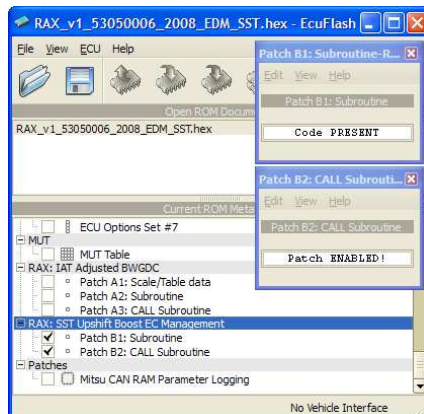 RAX_v1_53050006_2008_EDM_SST.hex - EcuFlash
File View ECU Help
Open ROM Docum
RAX_v1_53050006_2008_EDM_SST.hex
Patch B1: Subroutine-R...
Edit View Help
Patch B1: Subroutine
Code PRESENT
Patch B2: CALL Subrouti...
Edit View Help
Patch B2: CALL Subroutine
Patch ENABLED!
Current ROM Meta
ECU Options Set #7
MUT
MUT Table
RAX: IAT Adjusted BWGDC
Patch A1: Scale/Table data
Patch A2: Subroutine
Patch A3: CALL Subroutine
RAX: SST Upshift Boost EC Management
Patch B1: Subroutine
Patch B2: CALL Subroutine
Patches
Mitsu CAN RAM Parameter Logging
No Vehicle Interface